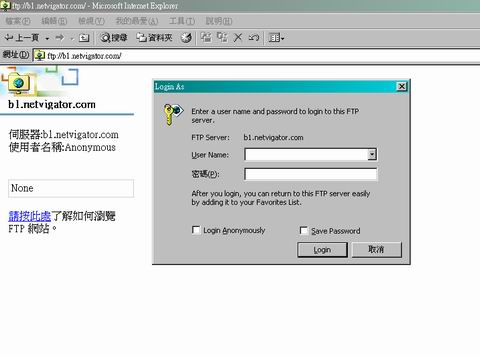 ftp://b1.netvigator.com/ - Microsoft Internet Explorer
檔案(F) 編輯(E) 檢視(V) 我的最愛(A) 工具(T) 說明(H)
上一頁 搜尋 資料夾
網址(D) ftp://b1.netvigator.com/
b1.netvigator.com
伺服器:b1.netvigator.com
使用者名稱:Anonymous
None
請按此處了解如何瀏覽
FTP 網站。
Login As
Enter a user name and password to login to this FTP
server.
FTP Server: b1.netvigator.com
User Name:
密碼(P):
After you login, you can return to this FTP server easily
by adding it to your Favorites List.
Login Anonymously Save Password
Login 取消